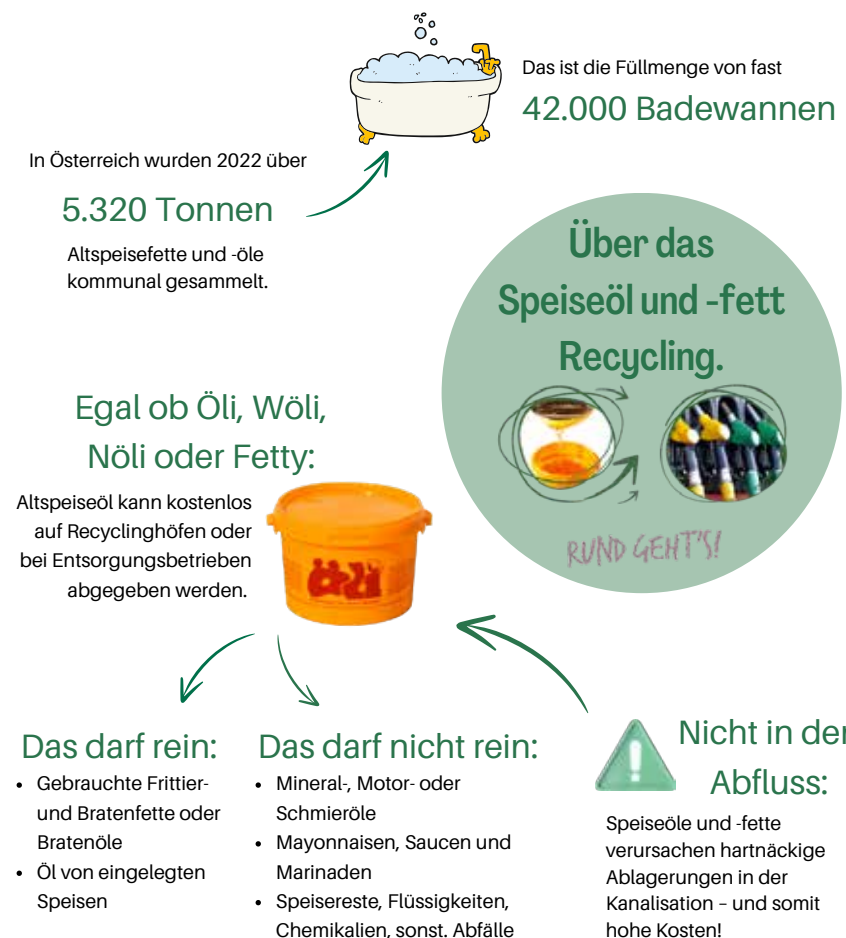 Das ist die Füllmenge von fast
42.000 Badewannen
In Österreich wurden 2022 über
5.320 Tonnen
Altspeisefette und -öle
kommunal gesammelt.
Über das
Speiseöl und -fett
Recycling.
RUND GEHT'S!
Egal ob Öli, Wöli,
Nöli oder Fetty:
Altspeiseöl kann kostenlos
auf Recyclinghöfen oder
bei Entsorgungsbetrieben
abgegeben werden.
öli
Das darf rein:
• Gebrauchte Frittier-
und Bratenfette oder
Bratenöle
• Öl von eingelegten
Speisen
Das darf nicht rein:
• Mineral-, Motor- oder
Schmieröle
• Mayonnaisen, Saucen und
Marinaden
• Speisereste, Flüssigkeiten,
Chemikalien, sonst. Abfälle
Nicht in der
Abfluss:
Speiseöle und -fette
verursachen hartnäckige
Ablagerungen in der
Kanalisation – und somit
hohe Kosten!